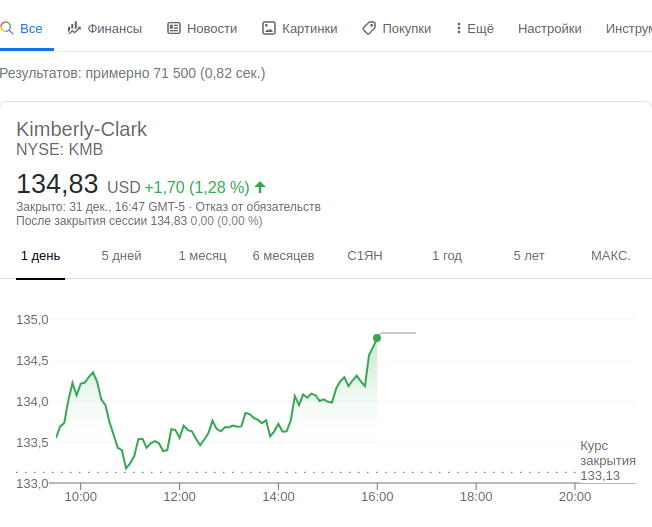 Все Финансы Новости Картинки Покупки Ещё Настройки Инструм
Результатов: примерно 71 500 (0,82 сек.)
Kimberly-Clark
NYSE: KMB
134,83 USD +1,70 (1,28 %)
Закрыто: 31 дек., 16:47 GMT-5 · Отказ от обязательств
После закрытия сессии 134,83 0,00 (0,00 %)
1 день 5 дней 1 месяц 6 месяцев С1ЯН 1 год 5 лет МАКС.
135,0
134,5
134,0
133,5
Курс
закрытия
133,13
133,0
10:00 12:00 14:00 16:00 18:00 20:00